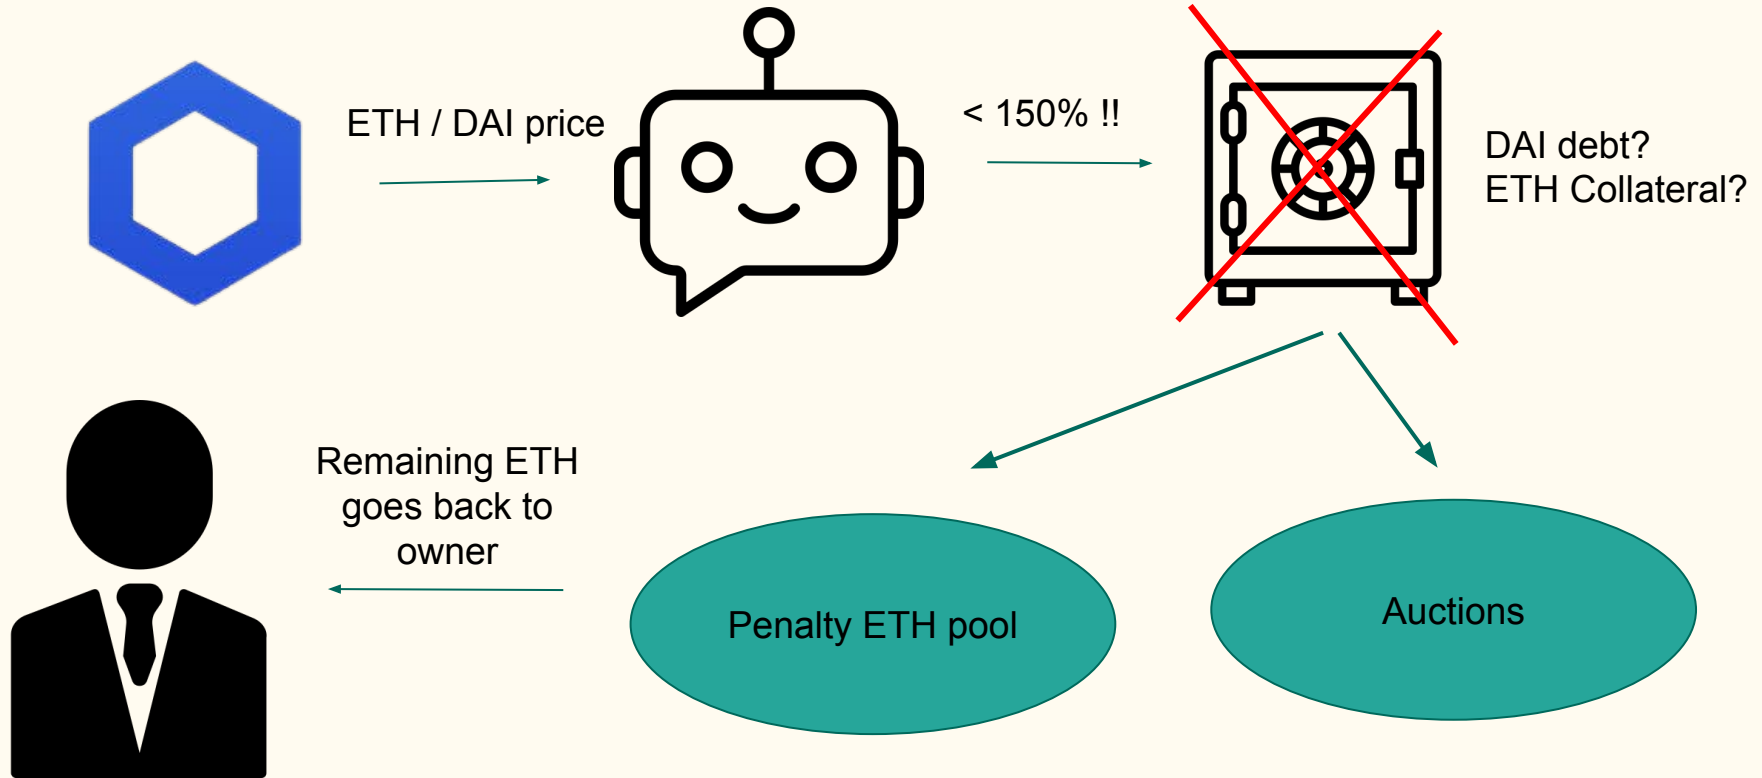 ETH / DAI price
< 150% !!
DAI debt?
ETH Collateral?
Remaining ETH
goes back to
owner
Penalty ETH pool
Auctions